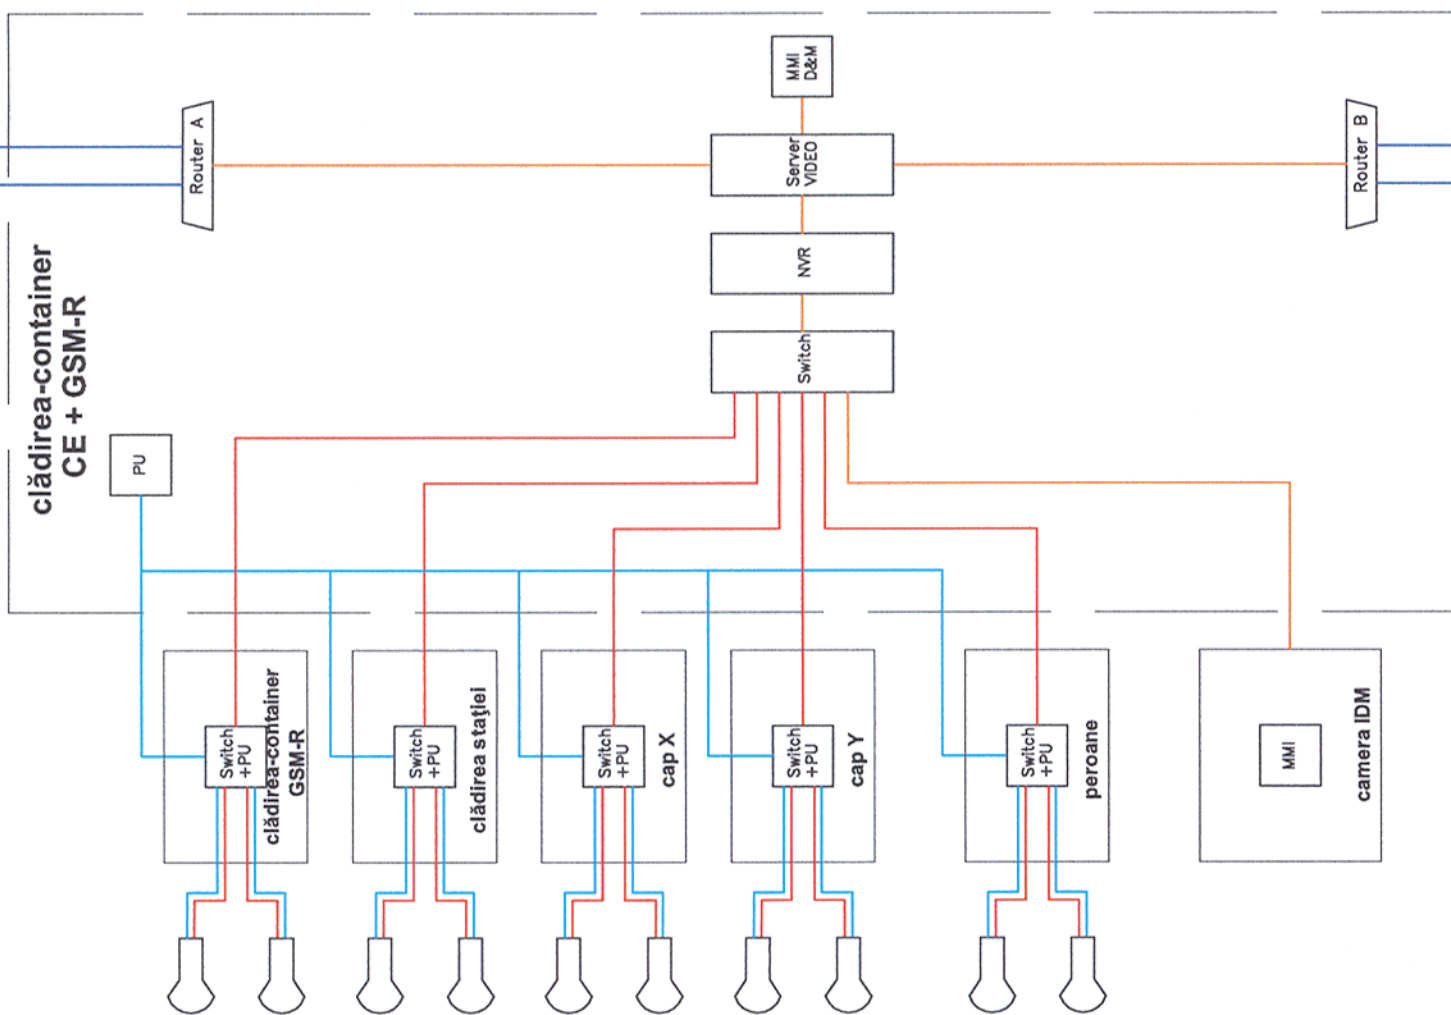 MMI
D&M
Router A
Server
VIDEO
Router B
NVR
Switch
clădirea-container
CE + GSM-R
PU
Switch
+PU
clădirea-container
GSM-R
Switch
+PU
clădirea staţiei
Switch
+PU
cap X
Switch
+PU
cap Y
Switch
+PU
peroane
MMI
camera IDM